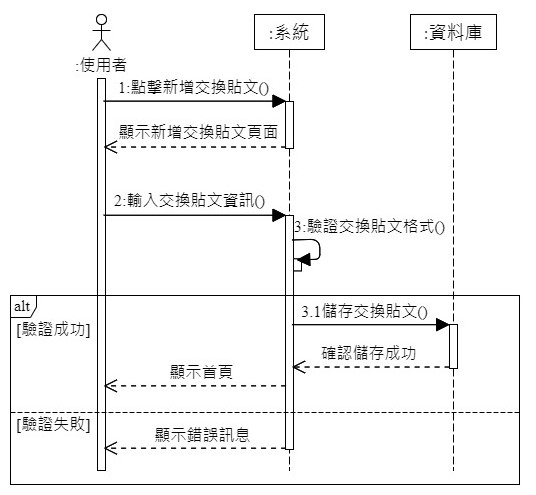 :系統
:資料庫
:使用者
1:點擊新增交換貼文()
顯示新增交換貼文頁面
2:輸入交換貼文資訊()
3:驗證交換貼文格式()
alt
3.1儲存交換貼文()
[驗證成功]
確認儲存成功
顯示首頁
[驗證失敗]
顯示錯誤訊息